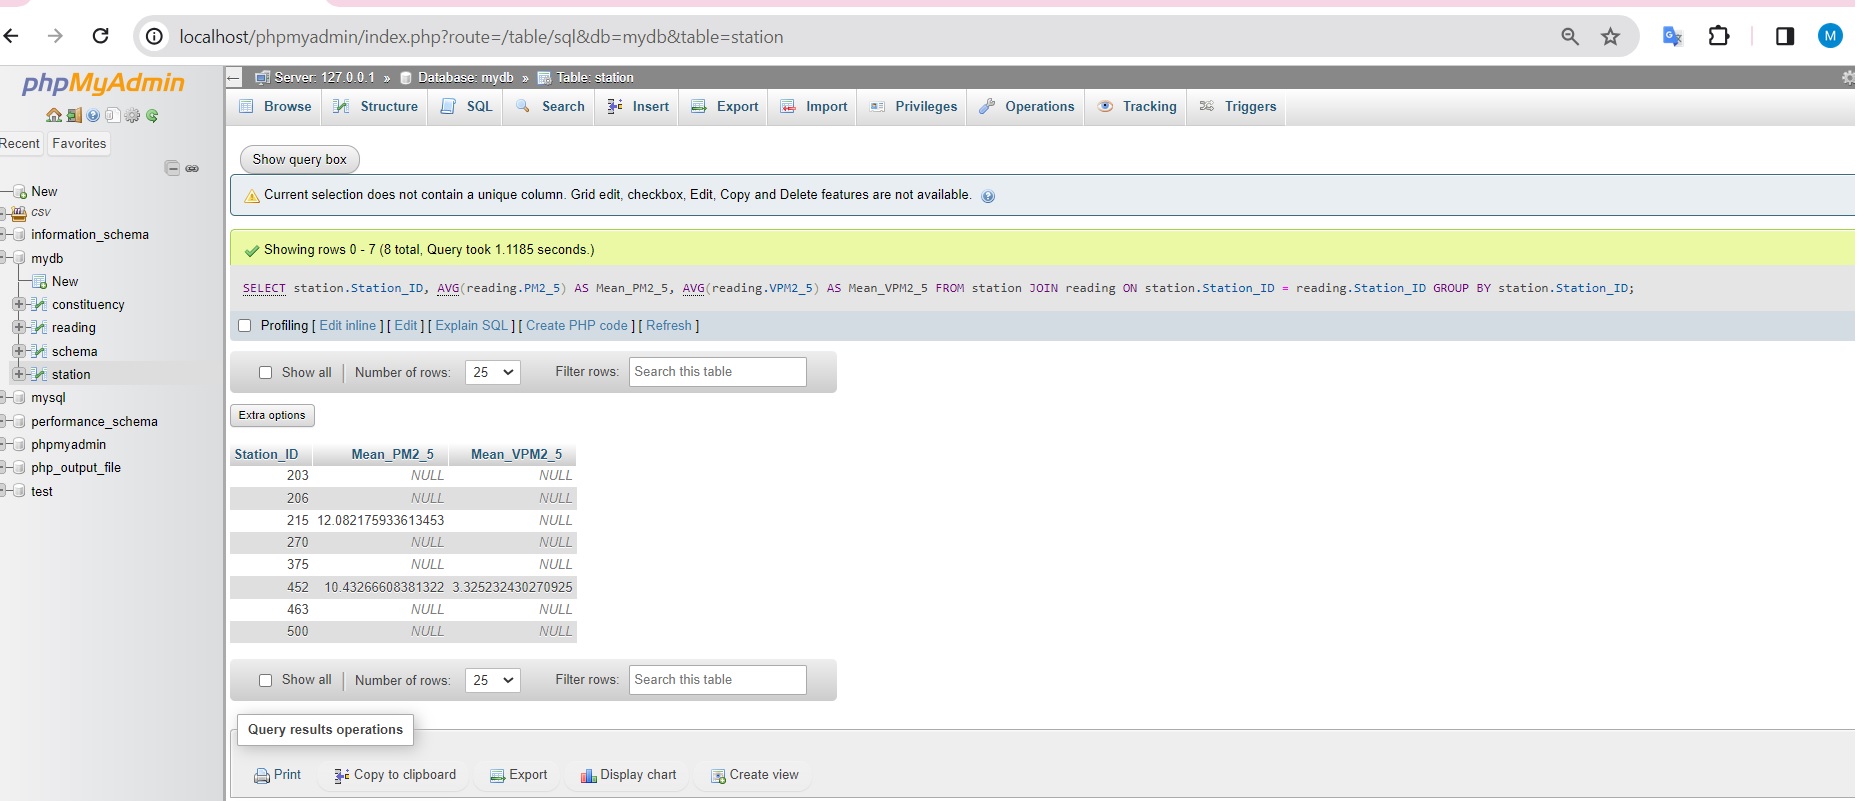 localhost/phpmyadmin/index.php?route=/table/sql&db=mydb&table=station
M
phpMyAdmin
Recent Favorites
New
csv
information_schema
mydb
New
constituency
reading
schema
station
mysql
performance_schema
phpmyadmin
php_output_file
test
Server: 127.0.0.1 » Database: mydb » Table: station
Browse Structure SQL Search Insert Export Import Privileges Operations Tracking Triggers
Show query box
Current selection does not contain a unique column. Grid edit, checkbox, Edit, Copy and Delete features are not available.
Showing rows 0 - 7 (8 total, Query took 1.1185 seconds.)
SELECT station.Station_ID, AVG(reading.PM2_5) AS Mean_PM2_5, AVG(reading.VPM2_5) AS Mean_VPM2_5 FROM station JOIN reading ON station.Station_ID = reading.Station_ID GROUP BY station.Station_ID;
Profiling [ Edit inline ] [ Edit ] [ Explain SQL ] [ Create PHP code ] [ Refresh ]
Show all Number of rows: 25 Filter rows: Search this table
Extra options
Station_ID Mean_PM2_5 Mean_VPM2_5
203 NULL NULL
206 NULL NULL
215 12.082175933613453 NULL
270 NULL NULL
375 NULL NULL
452 10.43266608381322 3.325232430270925
463 NULL NULL
500 NULL NULL
Show all Number of rows: 25 Filter rows: Search this table
Query results operations
Print Copy to clipboard Export Display chart Create view